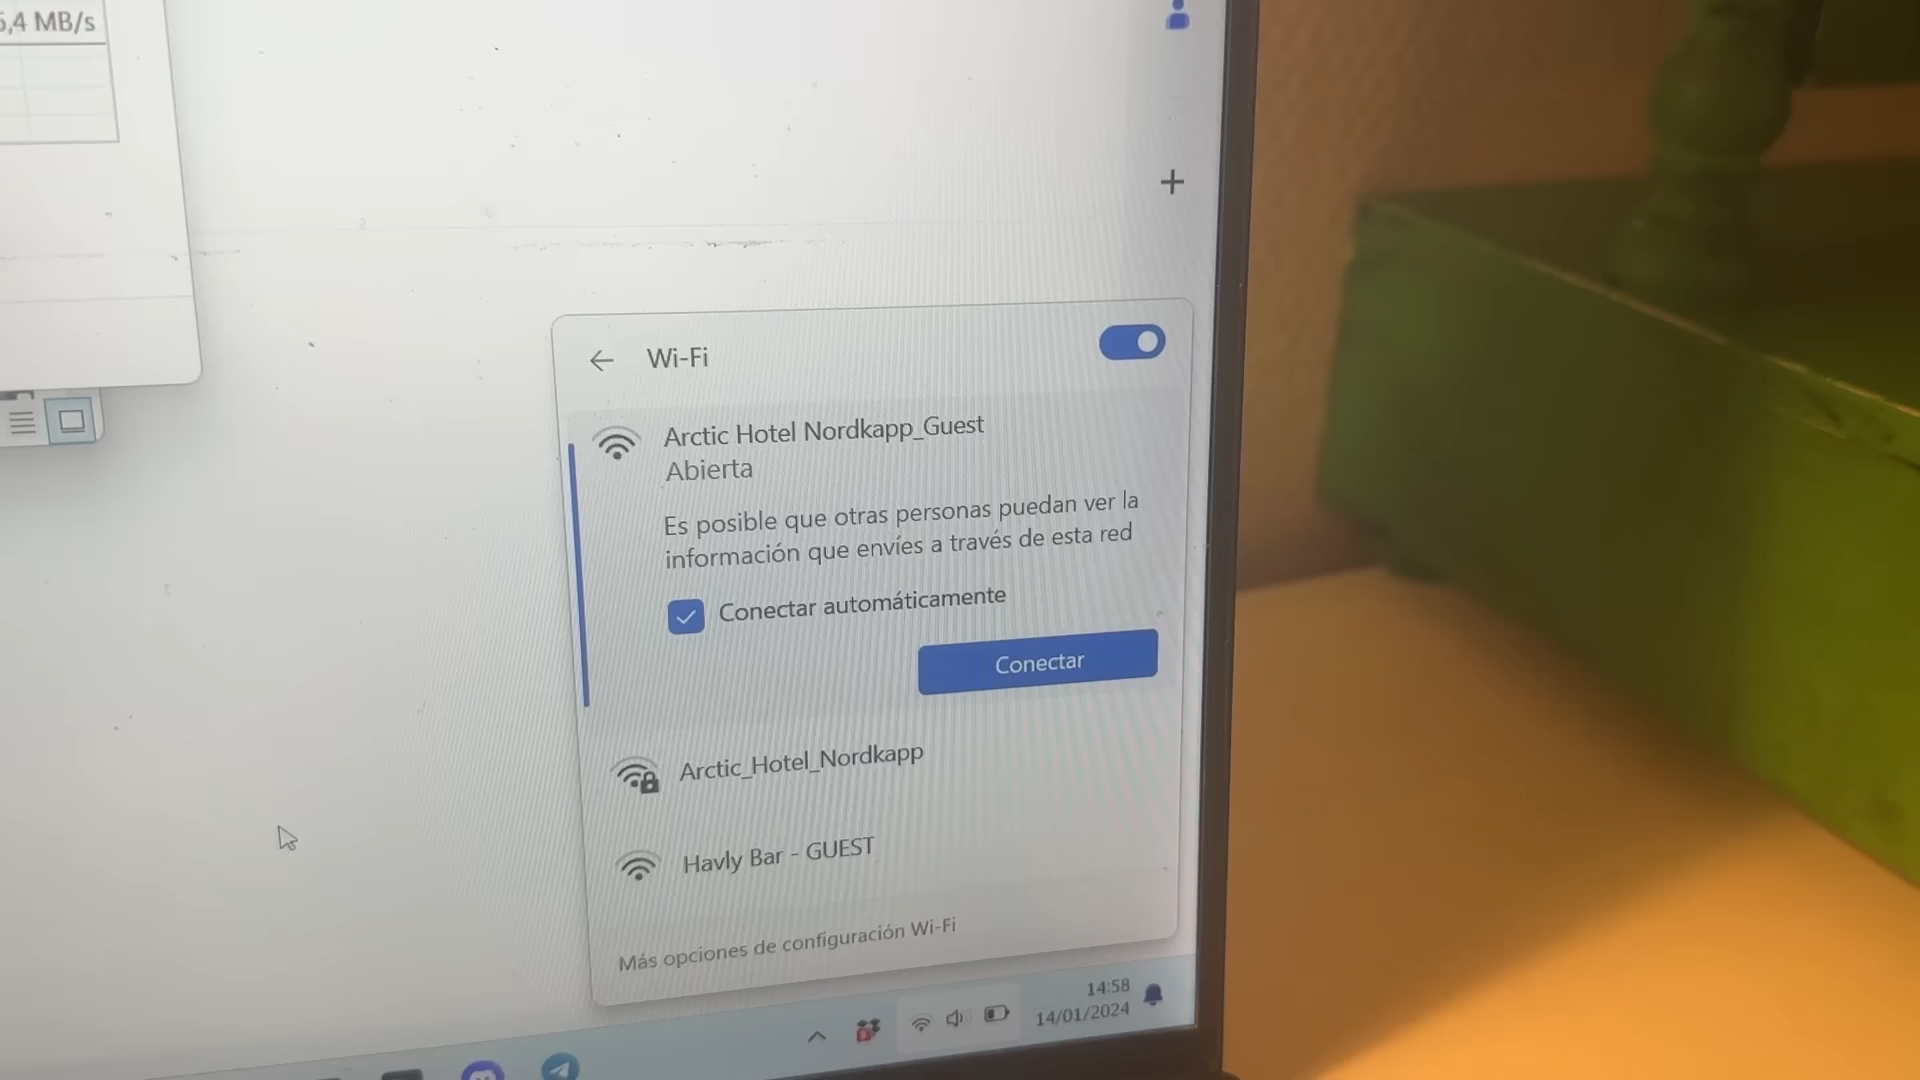 5,4 MB/s
Wi-Fi
Arctic Hotel Nordkapp_Guest
Abierta
Es posible que otras personas puedan ver la
información que envíes a través de esta red
Conectar automáticamente
Conectar
Arctic_Hotel_Nordkapp
Havly Bar - GUEST
Más opciones de configuración Wi-Fi
14:58
14/01/2024